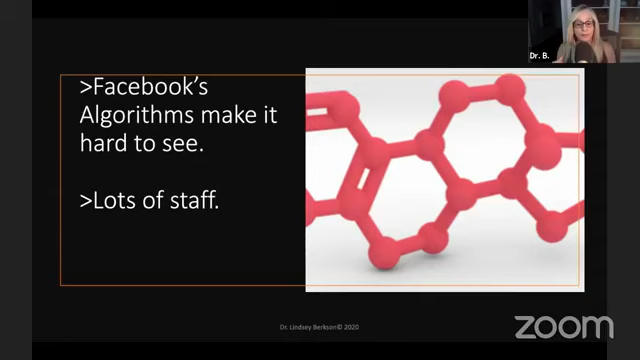 Dr. B.
>Facebook's
Algorithms make it
hard to see.
>Lots of staff.
Dr. Lindsey Berkson© 2020
zoom